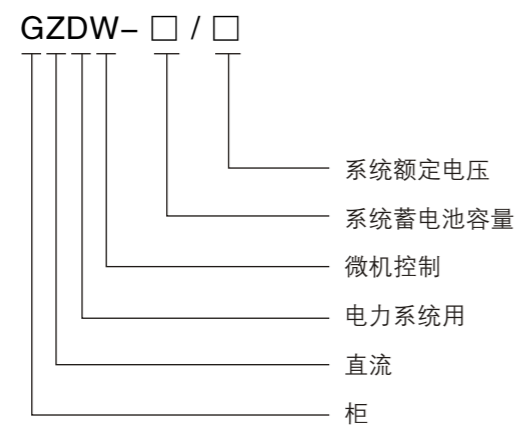 GZDW-□/□
系统额定电压
系统蓄电池容量
微机控制
电力系统用
直流
柜